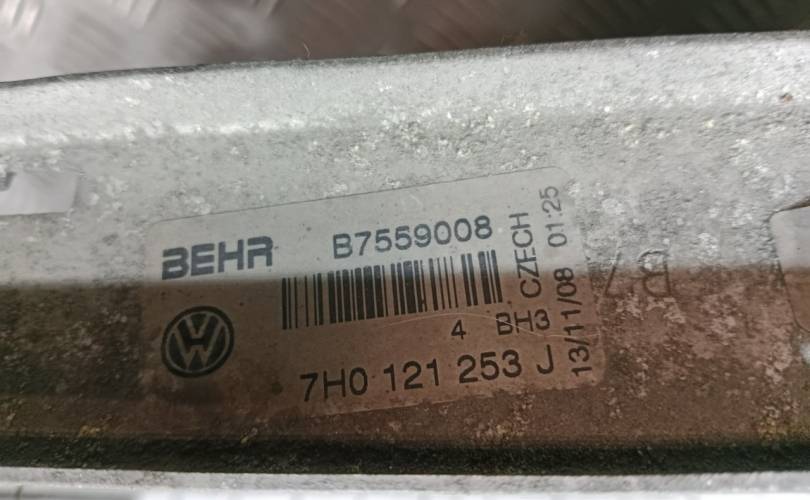 BEHR B7559008
4 BH3
7H0 121 253 J
CZECH
13/11/08 01:25